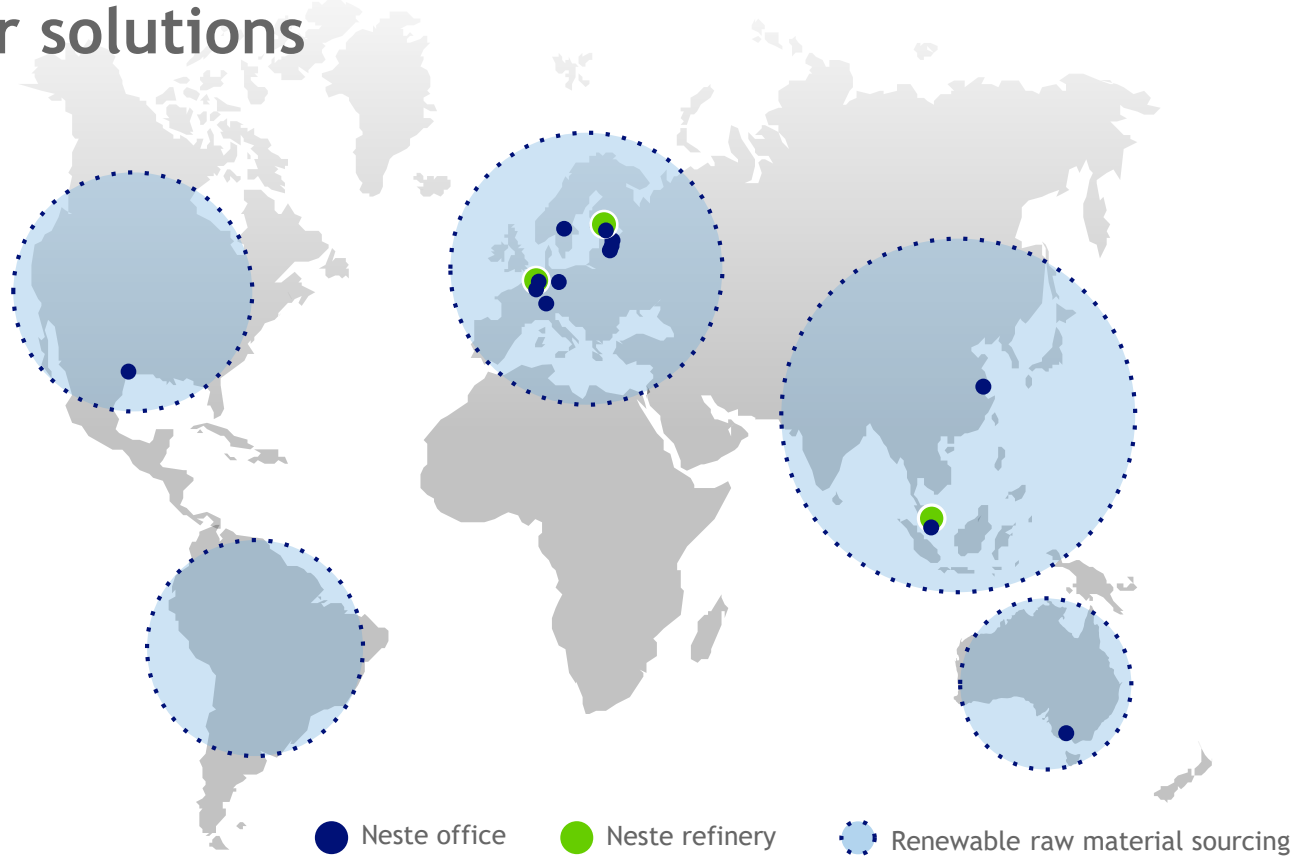 r solutions
Neste office
Neste refinery
Renewable raw material sourcing